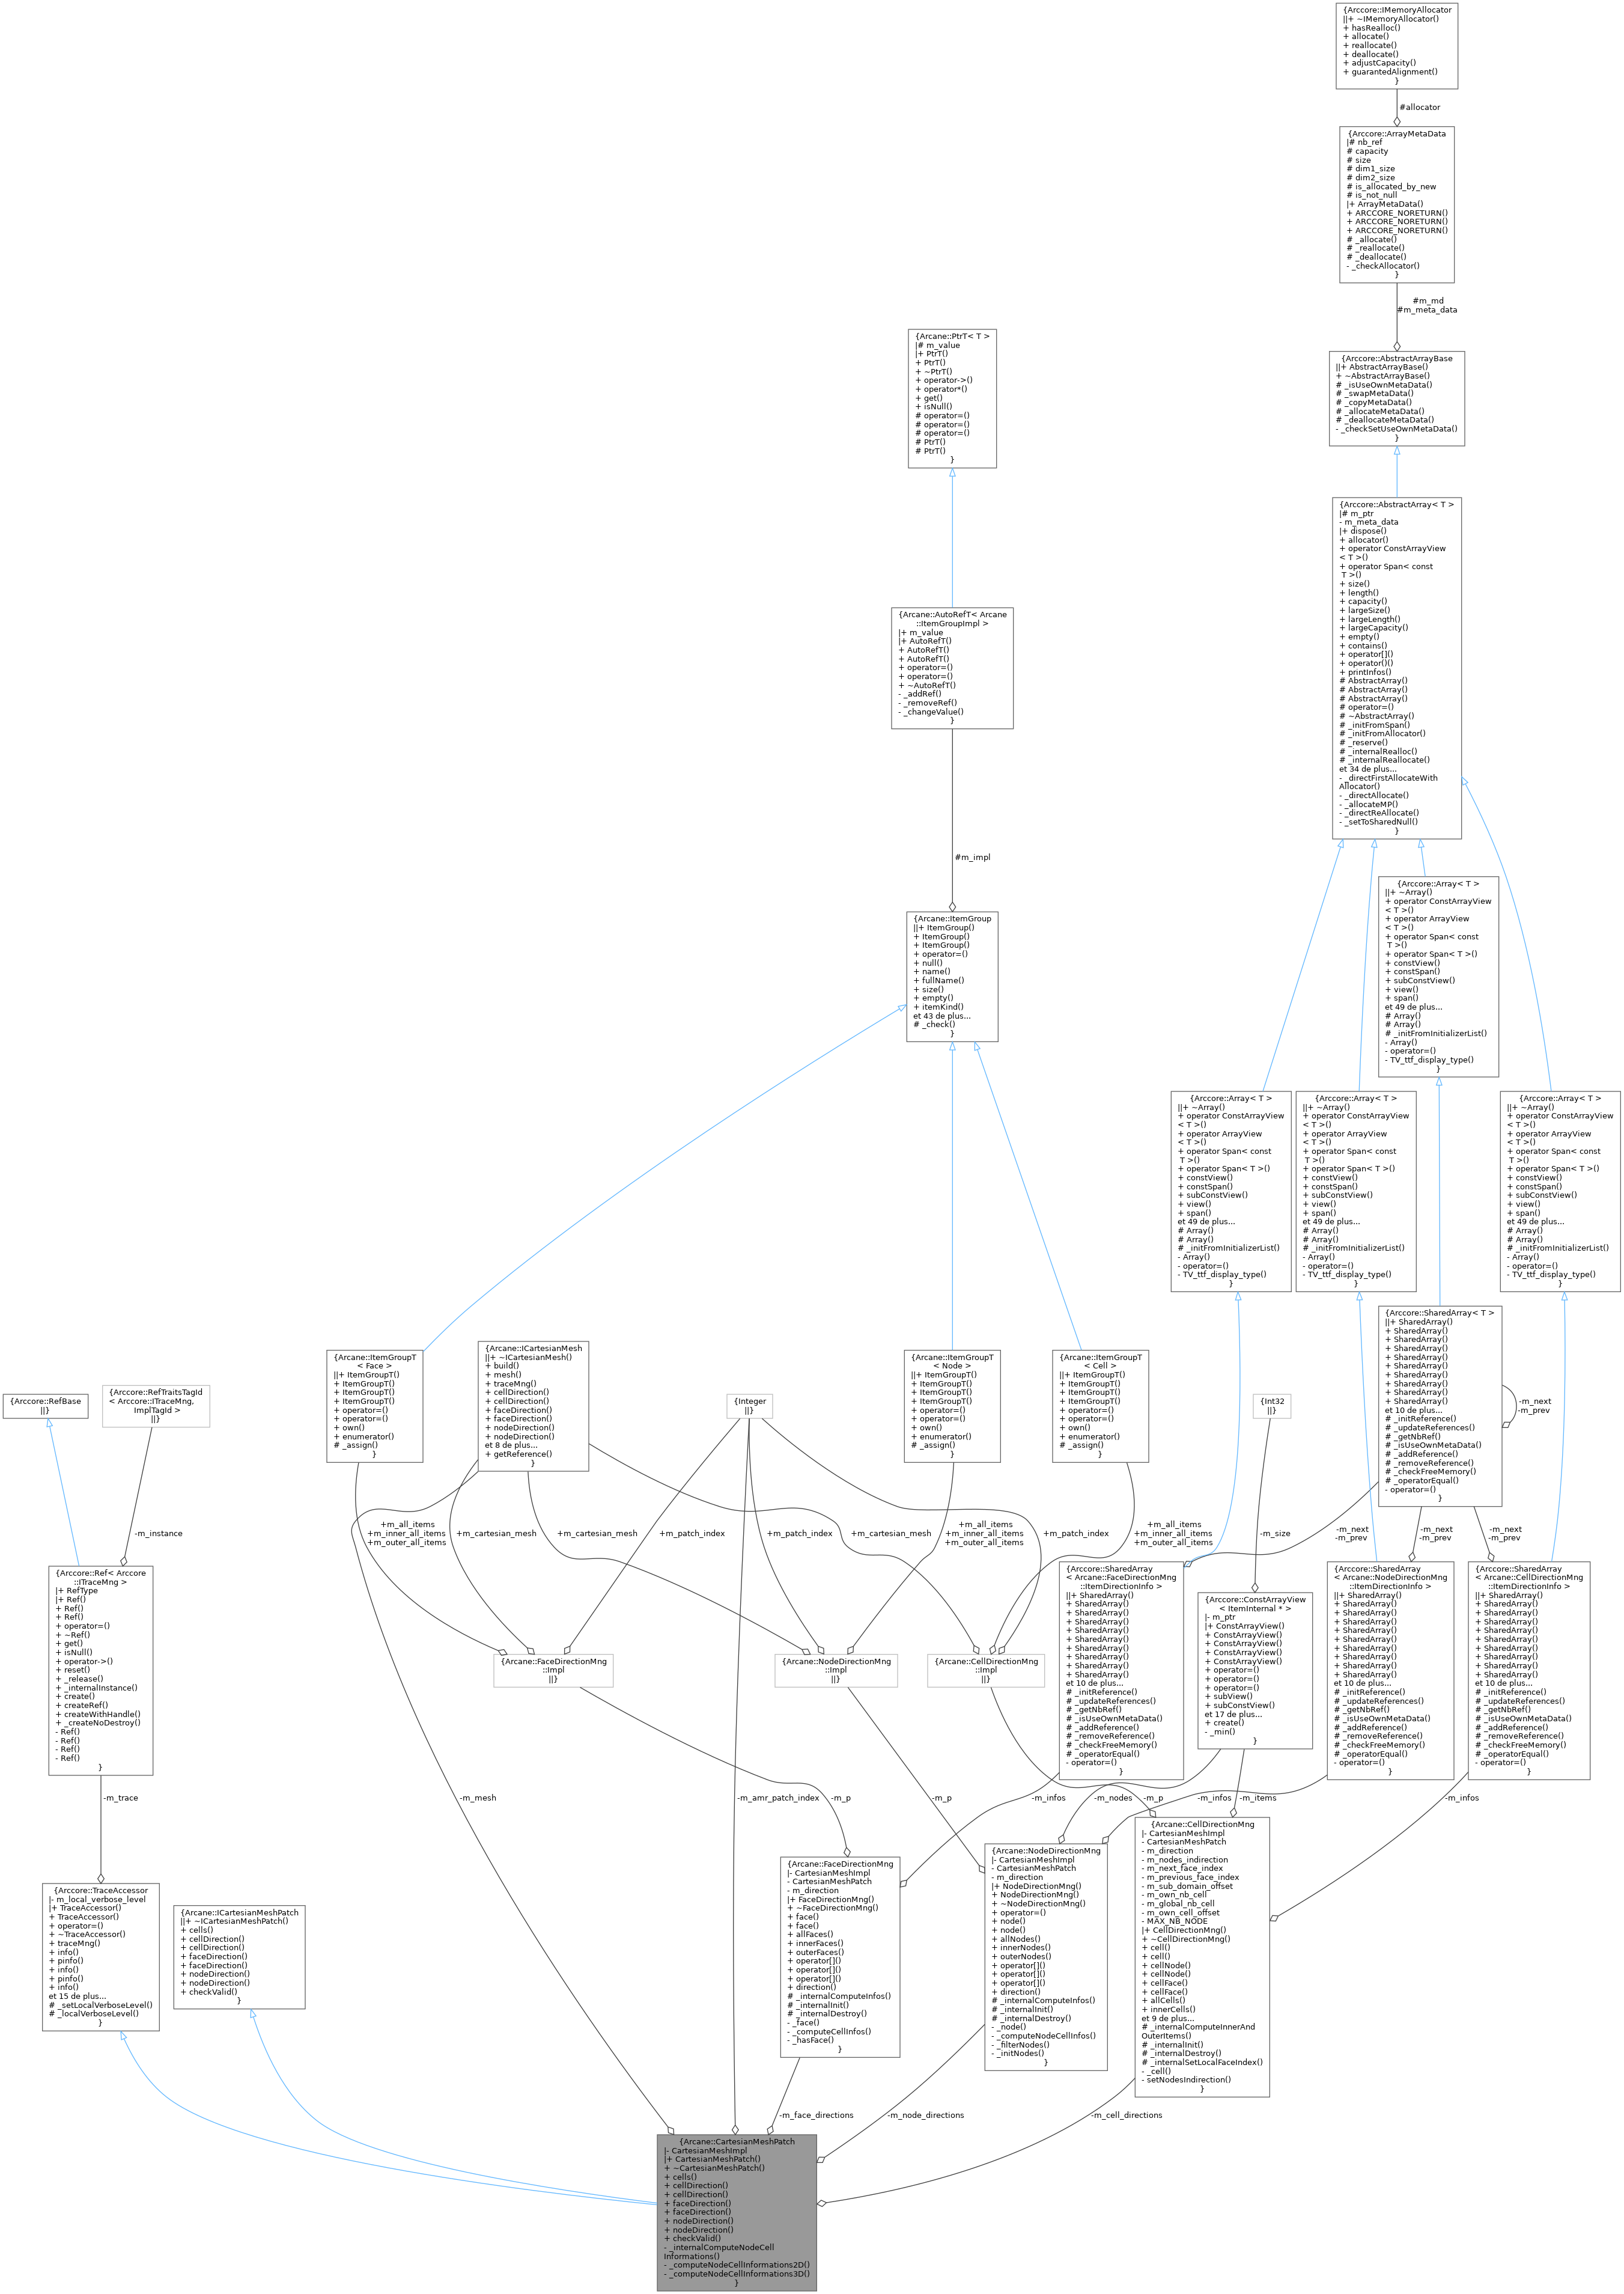 {Arccore::IMemoryAllocator
||+ ~IMemoryAllocator()
+ hasRealloc()
+ allocate()
+ reallocate()
+ deallocate()
+ adjustCapacity()
+ guarantedAlignment()
}
#allocator
{Arccore::ArrayMetaData
|# nb_ref
# capacity
# size
# dim1_size
# dim2_size
# is_allocated_by_new
# is_not_null
|+ ArrayMetaData()
+ ARCCORE_NORETURN()
+ ARCCORE_NORETURN()
+ ARCCORE_NORETURN()
# _allocate()
# _reallocate()
# _deallocate()
- _checkAllocator()
}
#m_md
#m_meta_data
{Arcane::PtrT< T >
|# m_value
|+ PtrT()
+ PtrT()
+ ~PtrT()
+ operator->()
+ operator*()
+ get()
+ isNull()
# operator=()
# operator=()
# operator=()
# PtrT()
# PtrT()
}
{Arccore::AbstractArrayBase
||+ AbstractArrayBase()
+ ~AbstractArrayBase()
# _isUseOwnMetaData()
# _swapMetaData()
# _copyMetaData()
# _allocateMetaData()
# _deallocateMetaData()
- _checkSetUseOwnMetaData()
}
{Arccore::AbstractArray< T >
|# m_ptr
- m_meta_data
|+ dispose()
+ allocator()
+ operator ConstArrayView
< T >()
+ operator Span< const
T >()
+ size()
+ length()
+ capacity()
+ largeSize()
+ largeLength()
+ largeCapacity()
+ empty()
+ contains()
+ operator[]()
+ operator()()
+ printInfos()
# AbstractArray()
# AbstractArray()
# AbstractArray()
# operator=()
# ~AbstractArray()
# _initFromSpan()
# _initFromAllocator()
# _reserve()
# _internalRealloc()
# _internalReallocate()
et 34 de plus...
- _directFirstAllocateWith
Allocator()
- _directAllocate()
- _allocateMP()
- _directReAllocate()
- _setToSharedNull()
}
{Arcane::AutoRefT< Arcane
::ItemGroupImpl >
|+ m_value
|+ AutoRefT()
+ AutoRefT()
+ AutoRefT()
+ operator=()
+ operator=()
+ ~AutoRefT()
- _addRef()
- _removeRef()
- _changeValue()
}
#m_impl
{Arcane::ItemGroup
||+ ItemGroup()
+ ItemGroup()
+ ItemGroup()
+ operator=()
+ null()
+ name()
+ fullName()
+ size()
+ empty()
+ itemKind()
et 43 de plus...
# _check()
}
{Arccore::Array< T >
||+ ~Array()
+ operator ConstArrayView
< T >()
+ operator ArrayView
< T >()
+ operator Span< const
T >()
+ operator Span< T >()
+ constView()
+ constSpan()
+ subConstView()
+ view()
+ span()
et 49 de plus...
# Array()
# Array()
# _initFromInitializerList()
- Array()
- operator=()
- TV_ttf_display_type()
}
{Arccore::Array< T >
||+ ~Array()
+ operator ConstArrayView
< T >()
+ operator ArrayView
< T >()
+ operator Span< const
T >()
+ operator Span< T >()
+ constView()
+ constSpan()
+ subConstView()
+ view()
+ span()
et 49 de plus...
# Array()
# Array()
# _initFromInitializerList()
- Array()
- operator=()
- TV_ttf_display_type()
}
{Arccore::Array< T >
||+ ~Array()
+ operator ConstArrayView
< T >()
+ operator ArrayView
< T >()
+ operator Span< const
T >()
+ operator Span< T >()
+ constView()
+ constSpan()
+ subConstView()
+ view()
+ span()
et 49 de plus...
# Array()
# Array()
# _initFromInitializerList()
- Array()
- operator=()
- TV_ttf_display_type()
}
{Arccore::Array< T >
||+ ~Array()
+ operator ConstArrayView
< T >()
+ operator ArrayView
< T >()
+ operator Span< const
T >()
+ operator Span< T >()
+ constView()
+ constSpan()
+ subConstView()
+ view()
+ span()
et 49 de plus...
# Array()
# Array()
# _initFromInitializerList()
- Array()
- operator=()
- TV_ttf_display_type()
}
{Arccore::RefBase
||}
{Arccore::RefTraitsTagId
< Arccore::ITraceMng,
ImplTagId >
||}
{Arcane::ItemGroupT
< Face >
||+ ItemGroupT()
+ ItemGroupT()
+ ItemGroupT()
+ ItemGroupT()
+ operator=()
+ operator=()
+ own()
+ enumerator()
# _assign()
}
{Arcane::ICartesianMesh
||+ ~ICartesianMesh()
+ build()
+ mesh()
+ traceMng()
+ cellDirection()
+ cellDirection()
+ faceDirection()
+ faceDirection()
+ nodeDirection()
+ nodeDirection()
et 8 de plus...
+ getReference()
}
{Integer
||}
{Arcane::ItemGroupT
< Node >
||+ ItemGroupT()
+ ItemGroupT()
+ ItemGroupT()
+ ItemGroupT()
+ operator=()
+ operator=()
+ own()
+ enumerator()
# _assign()
}
{Arcane::ItemGroupT
< Cell >
||+ ItemGroupT()
+ ItemGroupT()
+ ItemGroupT()
+ ItemGroupT()
+ operator=()
+ operator=()
+ own()
+ enumerator()
# _assign()
}
{Int32
||}
{Arccore::SharedArray< T >
||+ SharedArray()
+ SharedArray()
+ SharedArray()
+ SharedArray()
+ SharedArray()
+ SharedArray()
+ SharedArray()
+ SharedArray()
+ SharedArray()
+ SharedArray()
et 10 de plus...
# _initReference()
# _updateReferences()
# _getNbRef()
# _isUseOwnMetaData()
# _addReference()
# _removeReference()
# _checkFreeMemory()
# _operatorEqual()
- operator=()
}
-m_next
-m_prev
-m_instance
+m_all_items
+m_inner_all_items
+m_outer_all_items
+m_cartesian_mesh
+m_cartesian_mesh
+m_patch_index
+m_patch_index
+m_cartesian_mesh
+m_all_items
+m_inner_all_items
+m_outer_all_items
+m_patch_index
+m_all_items
+m_inner_all_items
+m_outer_all_items
-m_size
-m_next
-m_prev
-m_next
-m_prev
-m_next
-m_prev
{Arccore::Ref< Arccore
::ITraceMng >
|+ RefType
|+ Ref()
+ Ref()
+ Ref()
+ operator=()
+ ~Ref()
+ get()
+ isNull()
+ operator->()
+ reset()
+ _release()
+ _internalInstance()
+ create()
+ createRef()
+ createWithHandle()
+ _createNoDestroy()
- Ref()
- Ref()
- Ref()
- Ref()
}
{Arcane::FaceDirectionMng
::Impl
||}
{Arcane::NodeDirectionMng
::Impl
||}
{Arcane::CellDirectionMng
::Impl
||}
{Arccore::SharedArray
< Arcane::FaceDirectionMng
::ItemDirectionInfo >
||+ SharedArray()
+ SharedArray()
+ SharedArray()
+ SharedArray()
+ SharedArray()
+ SharedArray()
+ SharedArray()
+ SharedArray()
+ SharedArray()
+ SharedArray()
et 10 de plus...
# _initReference()
# _updateReferences()
# _getNbRef()
# _isUseOwnMetaData()
# _addReference()
# _removeReference()
# _checkFreeMemory()
# _operatorEqual()
- operator=()
}
{Arccore::ConstArrayView
< ItemInternal * >
|- m_ptr
|+ ConstArrayView()
+ ConstArrayView()
+ ConstArrayView()
+ ConstArrayView()
+ ConstArrayView()
+ operator=()
+ operator=()
+ operator=()
+ subView()
+ subConstView()
et 17 de plus...
+ create()
- _min()
}
{Arccore::SharedArray
< Arcane::NodeDirectionMng
::ItemDirectionInfo >
||+ SharedArray()
+ SharedArray()
+ SharedArray()
+ SharedArray()
+ SharedArray()
+ SharedArray()
+ SharedArray()
+ SharedArray()
+ SharedArray()
+ SharedArray()
et 10 de plus...
# _initReference()
# _updateReferences()
# _getNbRef()
# _isUseOwnMetaData()
# _addReference()
# _removeReference()
# _checkFreeMemory()
# _operatorEqual()
- operator=()
}
{Arccore::SharedArray
< Arcane::CellDirectionMng
::ItemDirectionInfo >
||+ SharedArray()
+ SharedArray()
+ SharedArray()
+ SharedArray()
+ SharedArray()
+ SharedArray()
+ SharedArray()
+ SharedArray()
+ SharedArray()
+ SharedArray()
et 10 de plus...
# _initReference()
# _updateReferences()
# _getNbRef()
# _isUseOwnMetaData()
# _addReference()
# _removeReference()
# _checkFreeMemory()
# _operatorEqual()
- operator=()
}
-m_trace
-m_mesh
-m_amr_patch_index
-m_p
-m_p
-m_infos
-m_nodes
-m_p
-m_infos
-m_items
-m_infos
{Arccore::TraceAccessor
|- m_local_verbose_level
|+ TraceAccessor()
+ TraceAccessor()
+ operator=()
+ ~TraceAccessor()
+ traceMng()
+ info()
+ pinfo()
+ info()
+ pinfo()
+ info()
et 15 de plus...
# _setLocalVerboseLevel()
# _localVerboseLevel()
}
{Arcane::ICartesianMeshPatch
||+ ~ICartesianMeshPatch()
+ cells()
+ cellDirection()
+ cellDirection()
+ faceDirection()
+ faceDirection()
+ nodeDirection()
+ nodeDirection()
+ checkValid()
}
{Arcane::FaceDirectionMng
|- CartesianMeshImpl
- CartesianMeshPatch
- m_direction
|+ FaceDirectionMng()
+ ~FaceDirectionMng()
+ face()
+ face()
+ allFaces()
+ innerFaces()
+ outerFaces()
+ operator[]()
+ operator[]()
+ operator[]()
+ direction()
# _internalComputeInfos()
# _internalInit()
# _internalDestroy()
- _face()
- _computeCellInfos()
- _hasFace()
}
{Arcane::NodeDirectionMng
|- CartesianMeshImpl
- CartesianMeshPatch
- m_direction
|+ NodeDirectionMng()
+ NodeDirectionMng()
+ ~NodeDirectionMng()
+ operator=()
+ node()
+ node()
+ allNodes()
+ innerNodes()
+ outerNodes()
+ operator[]()
+ operator[]()
+ operator[]()
+ direction()
# _internalComputeInfos()
# _internalInit()
# _internalDestroy()
- _node()
- _computeNodeCellInfos()
- _filterNodes()
- _initNodes()
}
{Arcane::CellDirectionMng
|- CartesianMeshImpl
- CartesianMeshPatch
- m_direction
- m_nodes_indirection
- m_next_face_index
- m_previous_face_index
- m_sub_domain_offset
- m_own_nb_cell
- m_global_nb_cell
- m_own_cell_offset
- MAX_NB_NODE
|+ CellDirectionMng()
+ ~CellDirectionMng()
+ cell()
+ cell()
+ cellNode()
+ cellNode()
+ cellFace()
+ cellFace()
+ allCells()
+ innerCells()
et 9 de plus...
# _internalComputeInnerAnd
OuterItems()
# _internalInit()
# _internalDestroy()
# _internalSetLocalFaceIndex()
- _cell()
- setNodesIndirection()
}
-m_face_directions
-m_node_directions
-m_cell_directions
{Arcane::CartesianMeshPatch
|- CartesianMeshImpl
|+ CartesianMeshPatch()
+ ~CartesianMeshPatch()
+ cells()
+ cellDirection()
+ cellDirection()
+ faceDirection()
+ faceDirection()
+ nodeDirection()
+ nodeDirection()
+ checkValid()
- _internalComputeNodeCell
Informations()
- _computeNodeCellInformations2D()
- _computeNodeCellInformations3D()
}